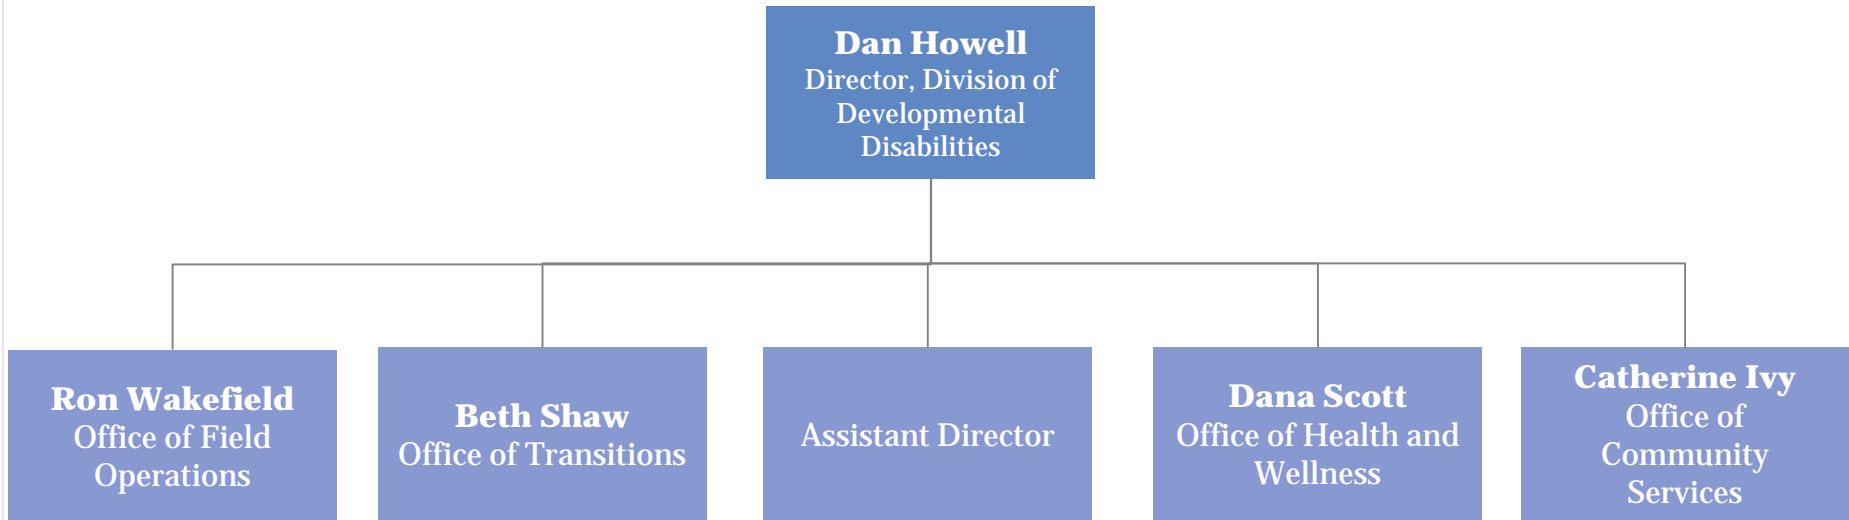 Dan Howell
Director, Division of
Developmental
Disabilities
Ron Wakefield
Office of Field
Operations
Beth Shaw
Office of Transitions
Assistant Director
Dana Scott
Office of Health and
Wellness
Catherine Ivy
Office of
Community
Services